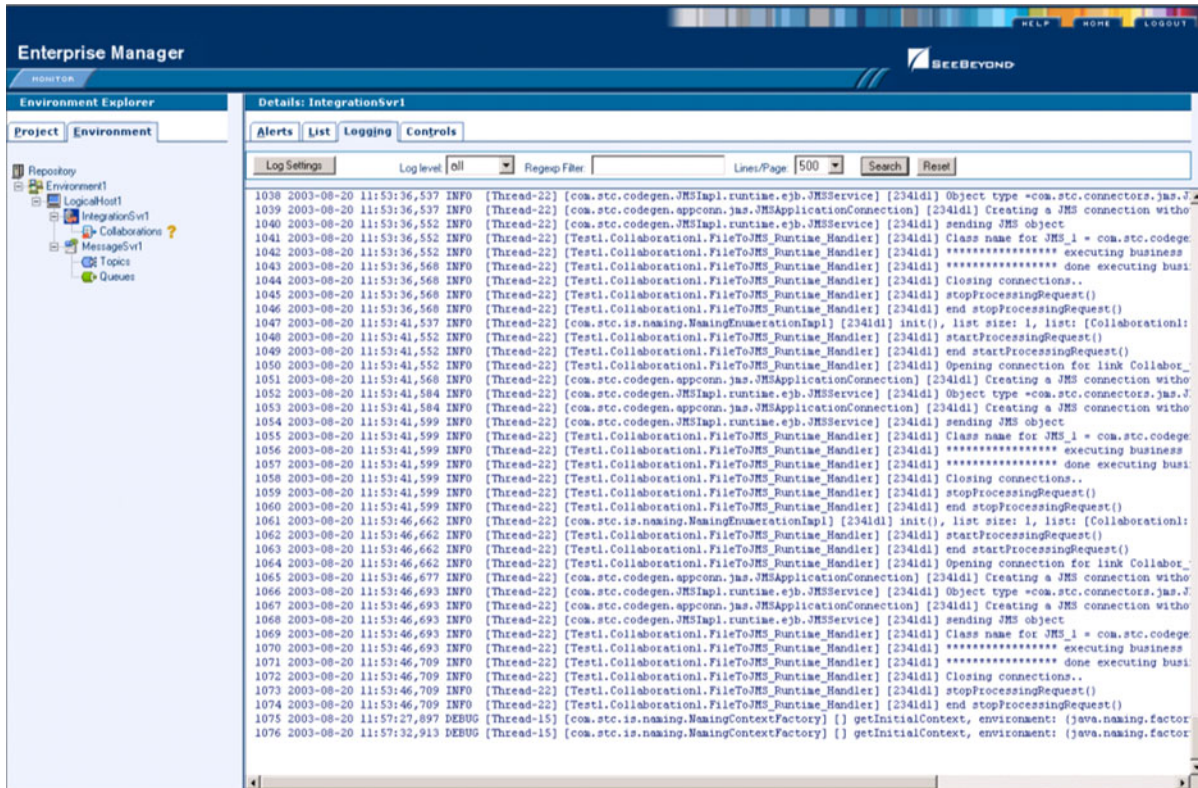 HELP HOME LOGOUT
Enterprise Manager
SEEBEYOND
MONITOR
Environment Explorer
Details: IntegrationSvr1
Project Environment
Alerts List Logging Controls
Log Settings Log level: all Regexp Filter: Lines/Page: 500 Search Reset
Repository
Environment1
LogicalHost1
IntegrationSvr1
Collaborations ?
MessageSvr1
Topics
Queues
1038 2003-08-20 11:53:36,537 INFO [Thread-22] [com.stc.codegen.JMSImpl.runtime.ejb.JMSService] [234ld1] Object type =com.stc.connectors.jms.J
1039 2003-08-20 11:53:36,537 INFO [Thread-22] [com.stc.codegen.appconn.jms.JMSApplicationConnection] [234ld1] Creating a JMS connection witho
1040 2003-08-20 11:53:36,552 INFO [Thread-22] [com.stc.codegen.JMSImpl.runtime.ejb.JMSService] [234ld1] sending JMS object
1041 2003-08-20 11:53:36,552 INFO [Thread-22] [Test1.Collaboration1.FileToJMS_Runtime_Handler] [234ld1] Class name for JMS_1 = com.stc.codege
1042 2003-08-20 11:53:36,552 INFO [Thread-22] [Test1.Collaboration1.FileToJMS_Runtime_Handler] [234ld1] ***************** executing business
1043 2003-08-20 11:53:36,568 INFO [Thread-22] [Test1.Collaboration1.FileToJMS_Runtime_Handler] [234ld1] ***************** done executing busi
1044 2003-08-20 11:53:36,568 INFO [Thread-22] [Test1.Collaboration1.FileToJMS_Runtime_Handler] [234ld1] Closing connections..
1045 2003-08-20 11:53:36,568 INFO [Thread-22] [Test1.Collaboration1.FileToJMS_Runtime_Handler] [234ld1] stopProcessingRequest()
1046 2003-08-20 11:53:36,568 INFO [Thread-22] [Test1.Collaboration1.FileToJMS_Runtime_Handler] [234ld1] end stopProcessingRequest()
1047 2003-08-20 11:53:41,537 INFO [Thread-22] [com.stc.is.naming.NamingEnumerationImpl] [234ld1] init(), list size: 1, list: [Collaboration1:
1048 2003-08-20 11:53:41,552 INFO [Thread-22] [Test1.Collaboration1.FileToJMS_Runtime_Handler] [234ld1] startProcessingRequest()
1049 2003-08-20 11:53:41,552 INFO [Thread-22] [Test1.Collaboration1.FileToJMS_Runtime_Handler] [234ld1] end startProcessingRequest()
1050 2003-08-20 11:53:41,552 INFO [Thread-22] [Test1.Collaboration1.FileToJMS_Runtime_Handler] [234ld1] Opening connection for link Collabor_
1051 2003-08-20 11:53:41,568 INFO [Thread-22] [com.stc.codegen.appconn.jms.JMSApplicationConnection] [234ld1] Creating a JMS connection witho
1052 2003-08-20 11:53:41,584 INFO [Thread-22] [com.stc.codegen.JMSImpl.runtime.ejb.JMSService] [234ld1] Object type =com.stc.connectors.jms.J
1053 2003-08-20 11:53:41,584 INFO [Thread-22] [com.stc.codegen.appconn.jms.JMSApplicationConnection] [234ld1] Creating a JMS connection witho
1054 2003-08-20 11:53:41,599 INFO [Thread-22] [com.stc.codegen.JMSImpl.runtime.ejb.JMSService] [234ld1] sending JMS object
1055 2003-08-20 11:53:41,599 INFO [Thread-22] [Test1.Collaboration1.FileToJMS_Runtime_Handler] [234ld1] Class name for JMS_1 = com.stc.codege
1056 2003-08-20 11:53:41,599 INFO [Thread-22] [Test1.Collaboration1.FileToJMS_Runtime_Handler] [234ld1] ***************** executing business
1057 2003-08-20 11:53:41,599 INFO [Thread-22] [Test1.Collaboration1.FileToJMS_Runtime_Handler] [234ld1] ***************** done executing busi
1058 2003-08-20 11:53:41,599 INFO [Thread-22] [Test1.Collaboration1.FileToJMS_Runtime_Handler] [234ld1] Closing connections..
1059 2003-08-20 11:53:41,599 INFO [Thread-22] [Test1.Collaboration1.FileToJMS_Runtime_Handler] [234ld1] stopProcessingRequest()
1060 2003-08-20 11:53:41,599 INFO [Thread-22] [Test1.Collaboration1.FileToJMS_Runtime_Handler] [234ld1] end stopProcessingRequest()
1061 2003-08-20 11:53:46,662 INFO [Thread-22] [com.stc.is.naming.NamingEnumerationImpl] [234ld1] init(), list size: 1, list: [Collaboration1:
1062 2003-08-20 11:53:46,662 INFO [Thread-22] [Test1.Collaboration1.FileToJMS_Runtime_Handler] [234ld1] startProcessingRequest()
1063 2003-08-20 11:53:46,662 INFO [Thread-22] [Test1.Collaboration1.FileToJMS_Runtime_Handler] [234ld1] end startProcessingRequest()
1064 2003-08-20 11:53:46,662 INFO [Thread-22] [Test1.Collaboration1.FileToJMS_Runtime_Handler] [234ld1] Opening connection for link Collabor_
1065 2003-08-20 11:53:46,677 INFO [Thread-22] [com.stc.codegen.appconn.jms.JMSApplicationConnection] [234ld1] Creating a JMS connection witho
1066 2003-08-20 11:53:46,693 INFO [Thread-22] [com.stc.codegen.JMSImpl.runtime.ejb.JMSService] [234ld1] Object type =com.stc.connectors.jms.J
1067 2003-08-20 11:53:46,693 INFO [Thread-22] [com.stc.codegen.appconn.jms.JMSApplicationConnection] [234ld1] Creating a JMS connection witho
1068 2003-08-20 11:53:46,693 INFO [Thread-22] [com.stc.codegen.JMSImpl.runtime.ejb.JMSService] [234ld1] sending JMS object
1069 2003-08-20 11:53:46,693 INFO [Thread-22] [Test1.Collaboration1.FileToJMS_Runtime_Handler] [234ld1] Class name for JMS_1 = com.stc.codege
1070 2003-08-20 11:53:46,693 INFO [Thread-22] [Test1.Collaboration1.FileToJMS_Runtime_Handler] [234ld1] ***************** executing business
1071 2003-08-20 11:53:46,709 INFO [Thread-22] [Test1.Collaboration1.FileToJMS_Runtime_Handler] [234ld1] ***************** done executing busi
1072 2003-08-20 11:53:46,709 INFO [Thread-22] [Test1.Collaboration1.FileToJMS_Runtime_Handler] [234ld1] Closing connections..
1073 2003-08-20 11:53:46,709 INFO [Thread-22] [Test1.Collaboration1.FileToJMS_Runtime_Handler] [234ld1] stopProcessingRequest()
1074 2003-08-20 11:53:46,709 INFO [Thread-22] [Test1.Collaboration1.FileToJMS_Runtime_Handler] [234ld1] end stopProcessingRequest()
1075 2003-08-20 11:57:27,897 DEBUG [Thread-15] [com.stc.is.naming.NamingContextFactory] [] getInitialContext, environment: {java.naming.factor
1076 2003-08-20 11:57:32,913 DEBUG [Thread-15] [com.stc.is.naming.NamingContextFactory] [] getInitialContext, environment: {java.naming.factor